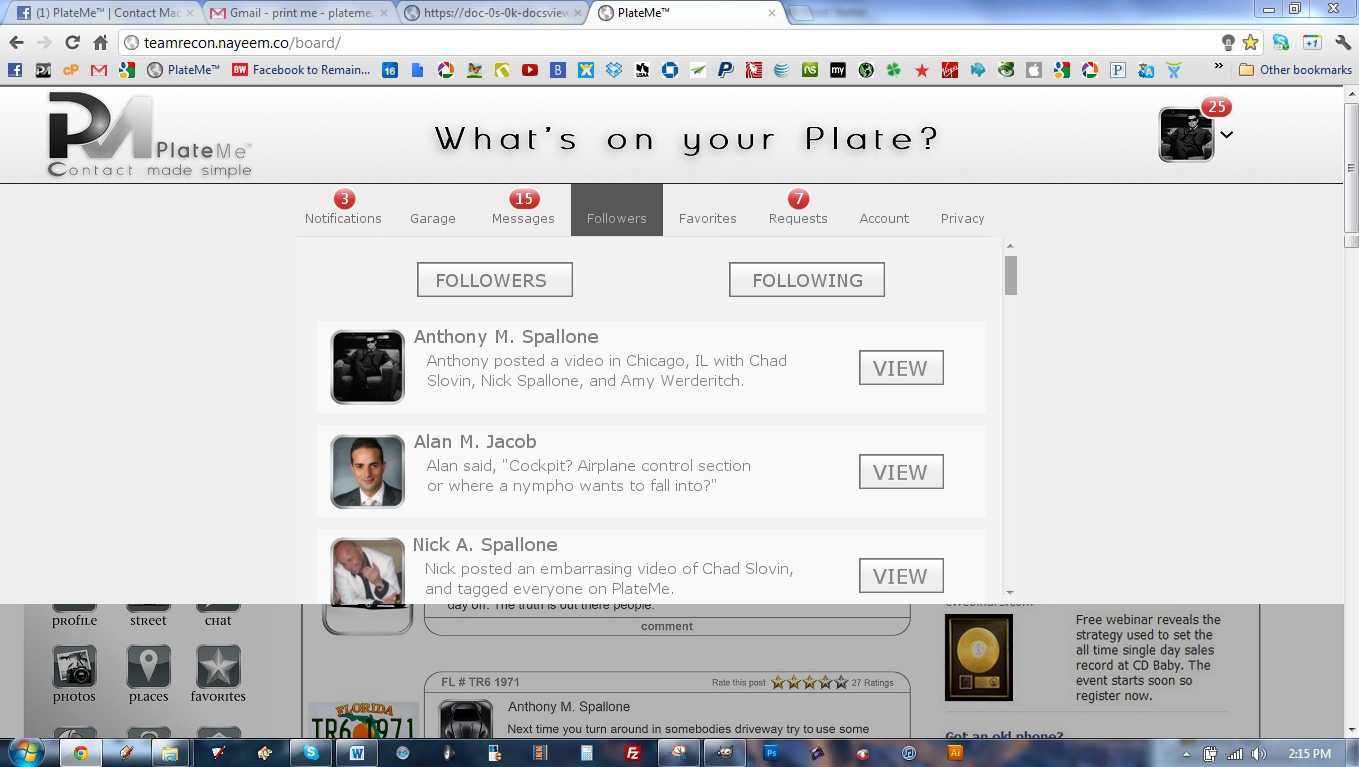 (1) PlateMe™ | Contact Mac
Gmail - print me - plateme.
https://doc-0s-0k-docsview
PlateMe™
teamrecon.nayeem.co/board/
PlateMe™
BW Facebook to Remain...
Other bookmarks
PM PlateMe™
Contact made simple
What's on your Plate?
25
3
15
7
Notifications Garage Messages Followers Favorites Requests Account Privacy
FOLLOWERS FOLLOWING
Anthony M. Spallone
Anthony posted a video in Chicago, IL with Chad
Slovin, Nick Spallone, and Amy Werderitch.
VIEW
Alan M. Jacob
Alan said, "Cockpit? Airplane control section
or where a nympho wants to fall into?"
VIEW
Nick A. Spallone
Nick posted an embarrasing video of Chad Slovin,
and tagged everyone on PlateMe.
VIEW
PROFILE STREET CHAT
day off. The truth is out there people.
comment
PHOTOS PLACES FAVORITES
FL # TR6 1971
Rate this post 27 Ratings
FLORIDA
TR6 1971
Anthony M. Spallone
Next time you turn around in somebodies driveway try to use some
Free webinar reveals the
strategy used to set the
all time single day sales
record at CD Baby. The
event starts soon so
register now.
Got an old phone?
2:15 PM